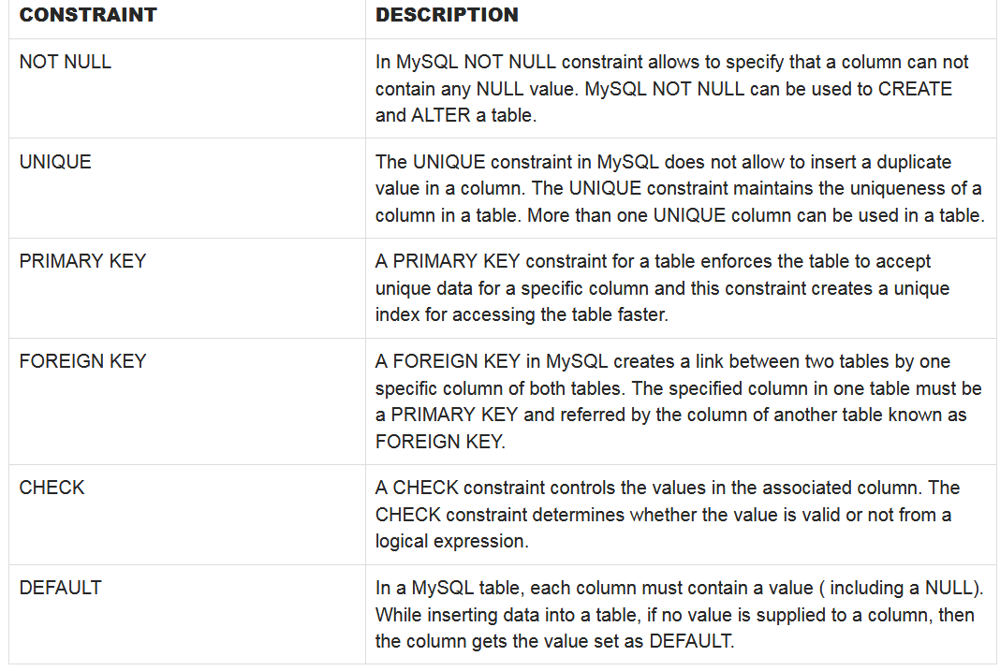 CONSTRAINT
DESCRIPTION
NOT NULL
In MySQL NOT NULL constraint allows to specify that a column can not
contain any NULL value. MySQL NOT NULL can be used to CREATE
and ALTER a table.
UNIQUE
The UNIQUE constraint in MySQL does not allow to insert a duplicate
value in a column. The UNIQUE constraint maintains the uniqueness of a
column in a table. More than one UNIQUE column can be used in a table.
PRIMARY KEY
A PRIMARY KEY constraint for a table enforces the table to accept
unique data for a specific column and this constraint creates a unique
index for accessing the table faster.
FOREIGN KEY
A FOREIGN KEY in MySQL creates a link between two tables by one
specific column of both tables. The specified column in one table must be
a PRIMARY KEY and referred by the column of another table known as
FOREIGN KEY.
CHECK
A CHECK constraint controls the values in the associated column. The
CHECK constraint determines whether the value is valid or not from a
logical expression.
DEFAULT
In a MySQL table, each column must contain a value ( including a NULL).
While inserting data into a table, if no value is supplied to a column, then
the column gets the value set as DEFAULT.